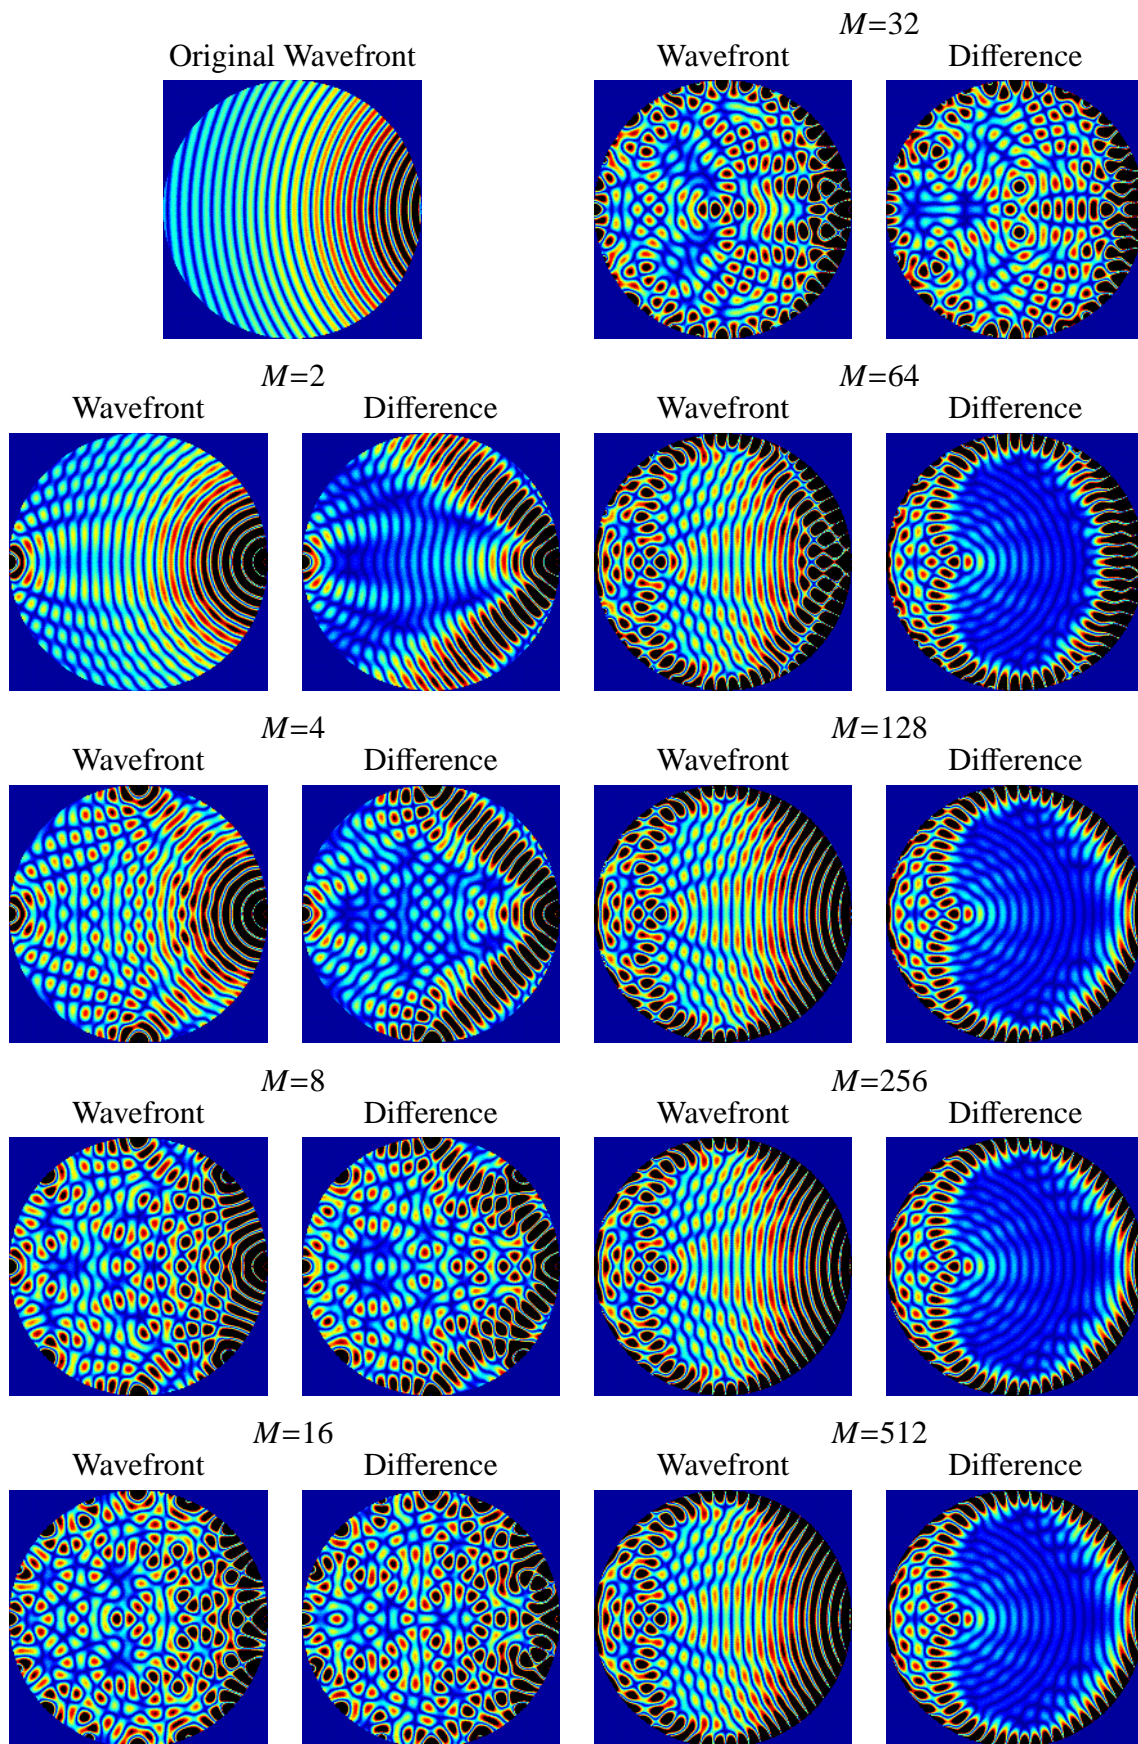 Original Wavefront
M=32
Wavefront Difference
M=2
Wavefront Difference
M=64
Wavefront Difference
M=4
Wavefront Difference
M=128
Wavefront Difference
M=8
Wavefront Difference
M=256
Wavefront Difference
M=16
Wavefront Difference
M=512
Wavefront Difference